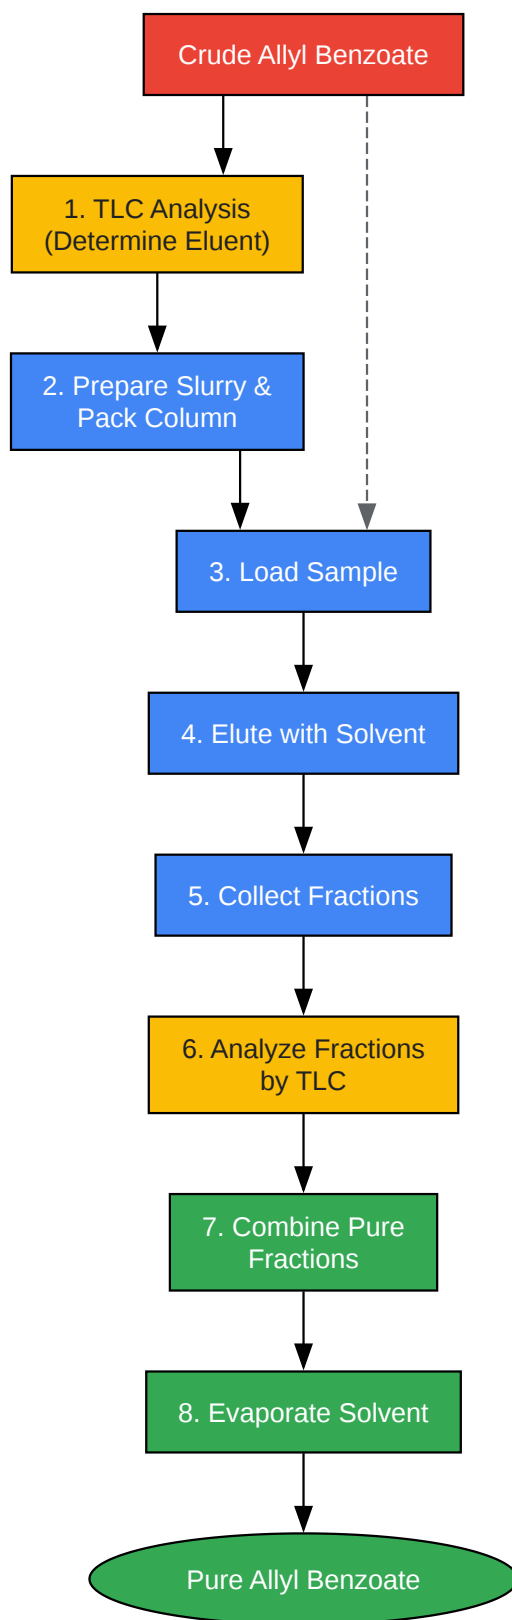 Crude Allyl Benzoate
1. TLC Analysis
(Determine Eluent)
2. Prepare Slurry &
Pack Column
3. Load Sample
4. Elute with Solvent
5. Collect Fractions
6. Analyze Fractions
by TLC
7. Combine Pure
Fractions
8. Evaporate Solvent
Pure Allyl Benzoate